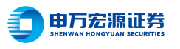 申万宏源证券
SHENWAN HONGYUAN SECURITIES